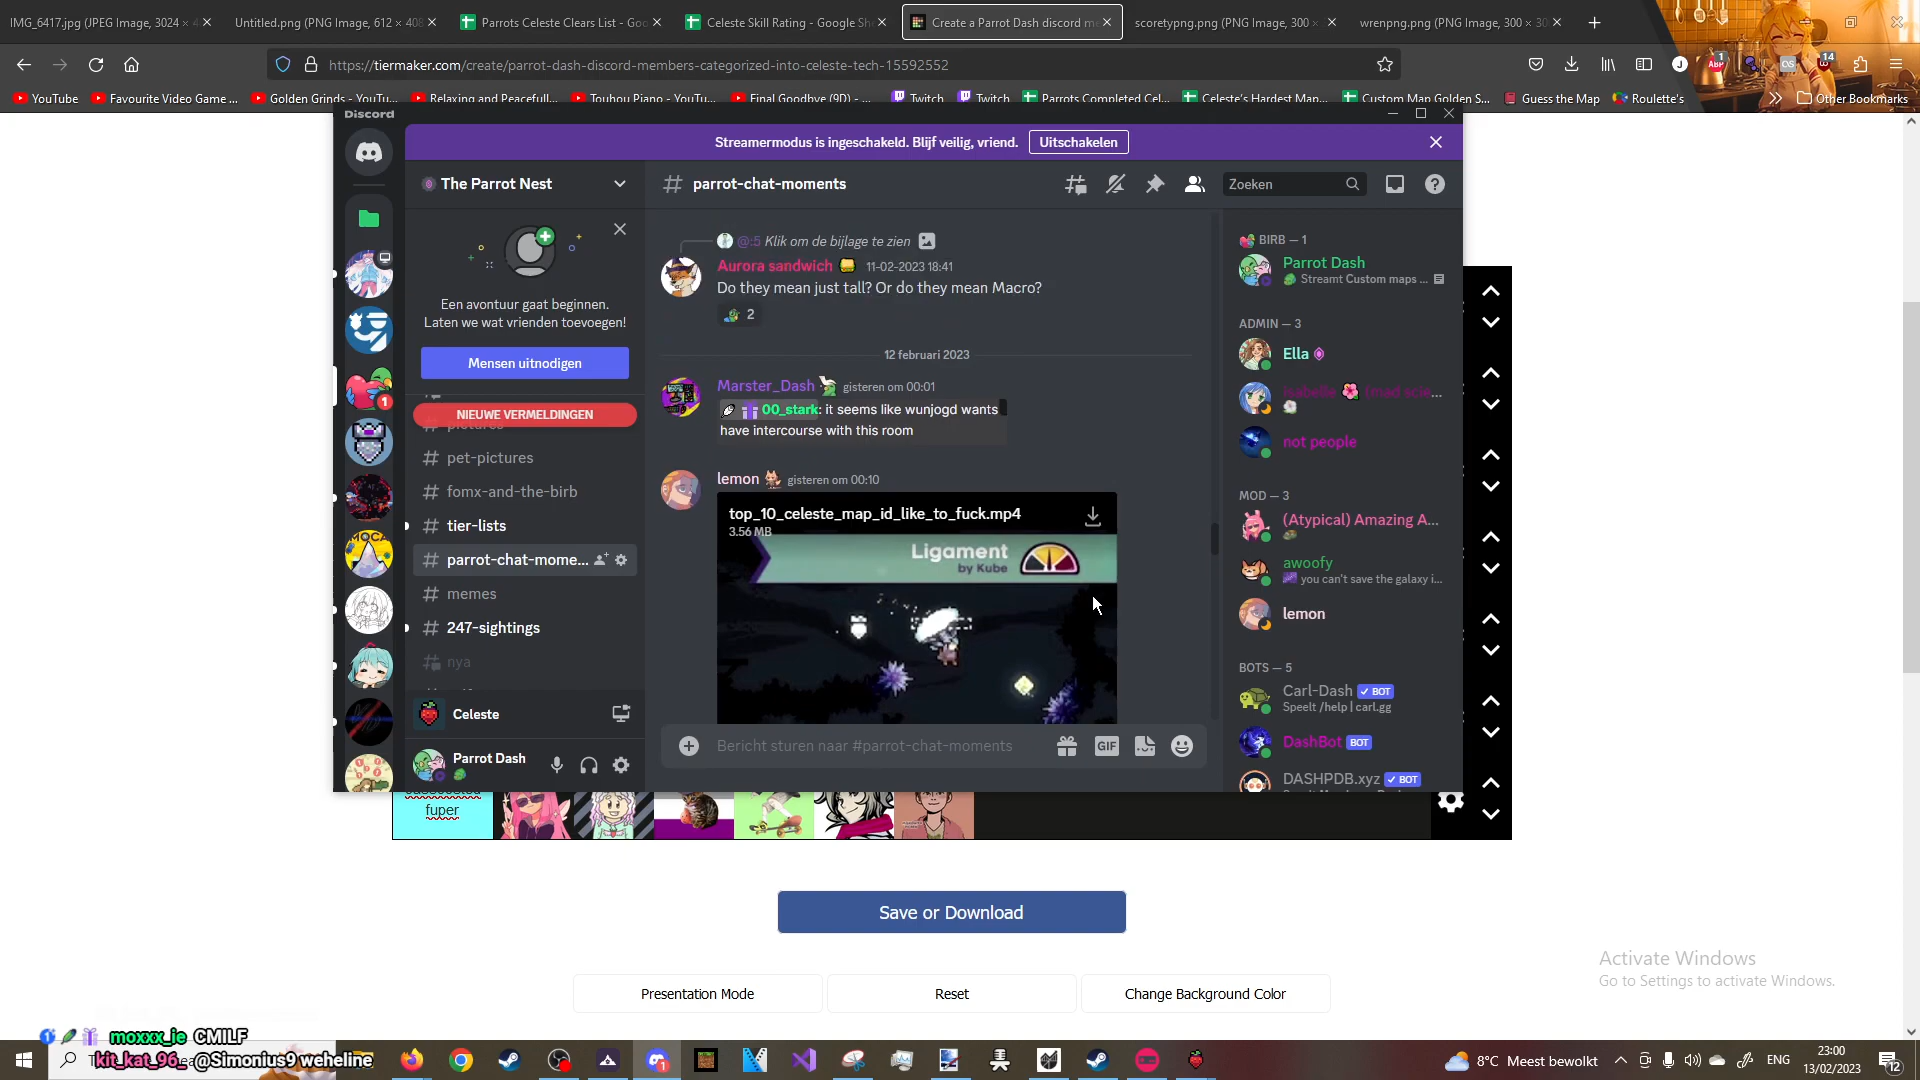 IMG_6417.jpg (JPEG Image, 3024 ×
Untitled.png (PNG Image, 612 × 408
Parrots Celeste Clears List - Goo
Celeste Skill Rating - Google She
Create a Parrot Dash discord me
scoretypng.png (PNG Image, 300 ×
wrenpng.png (PNG Image, 300 × 30
https://tiermaker.com/create/parrot-dash-discord-members-categorized-into-celeste-tech-15592552
YouTube
Favourite Video Game ...
Golden Grinds - YouTu...
Relaxing and Peacefull...
Touhou Piano - YouTu...
Final Goodbye (9D) - ...
Twitch
Twitch
Parrots Completed Cel...
Celeste's Hardest Map...
Custom Map Golden S...
Guess the Map
Roulette's
Other Bookmarks
Discord
Streamermodus is ingeschakeld. Blijf veilig, vriend.
Uitschakelen
The Parrot Nest
parrot-chat-moments
Zoeken
Een avontuur gaat beginnen.
Laten we wat vrienden toevoegen!
Mensen uitnodigen
NIEUWE VERMELDINGEN
pictures
pet-pictures
fomx-and-the-birb
tier-lists
parrot-chat-mome...
memes
247-sightings
nya
Celeste
Parrot Dash
@:5 Klik om de bijlage te zien
Aurora sandwich 11-02-2023 18:41
Do they mean just tall? Or do they mean Macro?
2
12 februari 2023
Marster_Dash gisteren om 00:01
00_stark: it seems like wunjogd wants
have intercourse with this room
lemon gisteren om 00:10
top_10_celeste_map_id_like_to_fuck.mp4
3.56 MB
Ligament
by Kube
Bericht sturen naar #parrot-chat-moments
GIF
BIRB — 1
Parrot Dash
Streamt Custom maps ...
ADMIN — 3
Ella
isabelle (mad scie...
not people
MOD — 3
(Atypical) Amazing A...
awoofy
you can't save the galaxy i...
lemon
BOTS — 5
Carl-Dash BOT
Speelt /help | carl.gg
DashBot BOT
DASHPDB.xyz BOT
fuper
Save or Download
Presentation Mode
Reset
Change Background Color
Activate Windows
Go to Settings to activate Windows.
moxxx_ie CMILF
kit_kat_96_ @Simonius9 weheline
8°C Meest bewolkt
ENG
23:00
13/02/2023
12